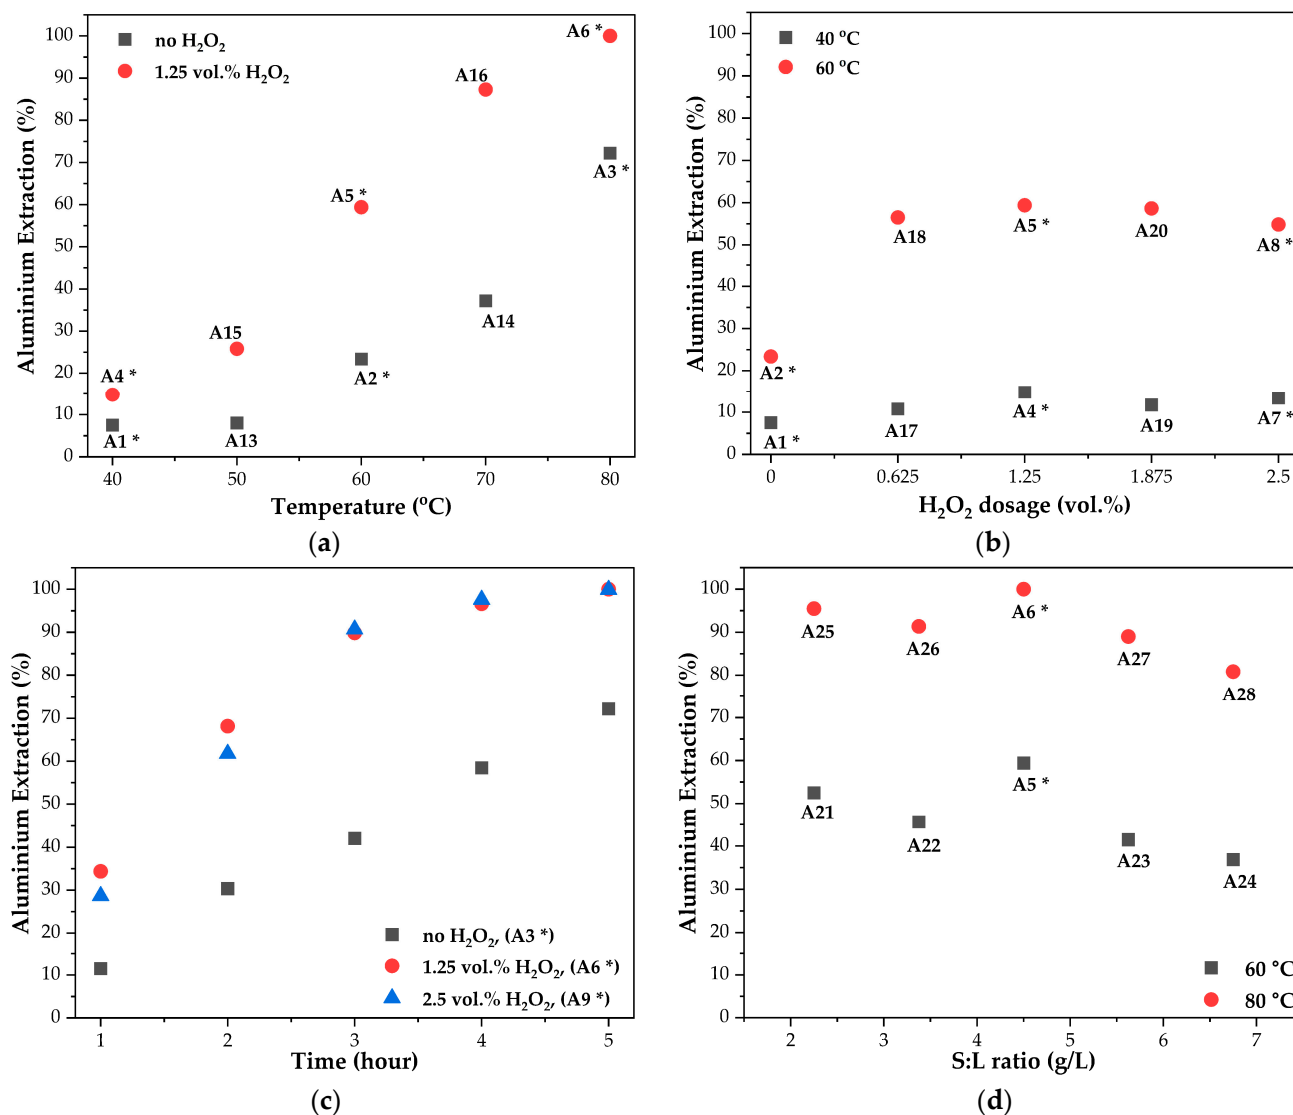 no H₂O₂
1.25 vol.% H₂O₂
Aluminium Extraction (%)
100
90
80
70
60
50
40
30
20
10
0
A6 *
A16
A3 *
A5 *
A14
A15
A2 *
A4 *
A1 *
A13
40
50
60
70
80
Temperature (ºC)
(a)
40 ºC
60 ºC
Aluminium Extraction (%)
100
90
80
70
60
50
40
30
20
10
0
A18
A5 *
A20
A8 *
A2 *
A4 *
A7 *
A1 *
A17
A19
0
0.625
1.25
1.875
2.5
H₂O₂ dosage (vol.%)
(b)
Aluminium Extraction (%)
100
90
80
70
60
50
40
30
20
10
0
no H₂O₂, (A3 *)
1.25 vol.% H₂O₂, (A6 *)
2.5 vol.% H₂O₂, (A9 *)
1
2
3
4
5
Time (hour)
(c)
Aluminium Extraction (%)
100
90
80
70
60
50
40
30
20
10
0
A25
A26
A6 *
A27
A28
A21
A22
A5 *
A23
A24
60 °C
80 °C
2
3
4
5
6
7
S:L ratio (g/L)
(d)